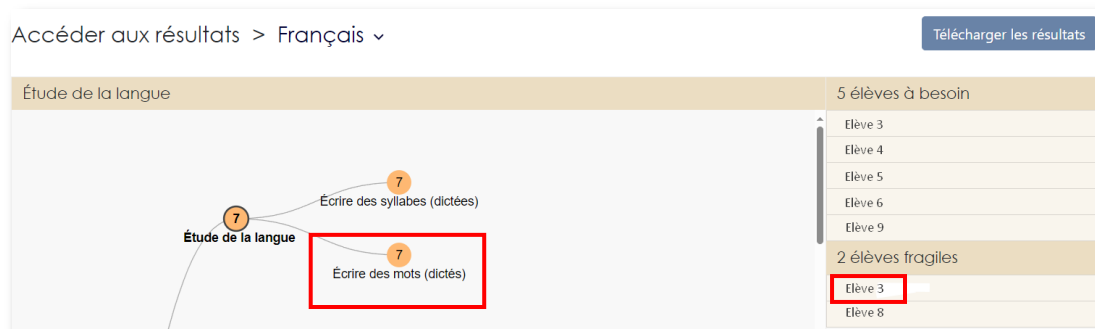 Accéder aux résultats > Français
Télécharger les résultats
Étude de la langue
5 élèves à besoin
Elève 3
Elève 4
Elève 5
Elève 6
Elève 9
2 élèves fragiles
Elève 3
Elève 8
7
Écrire des syllabes (dictées)
7
Étude de la langue
7
Écrire des mots (dictés)